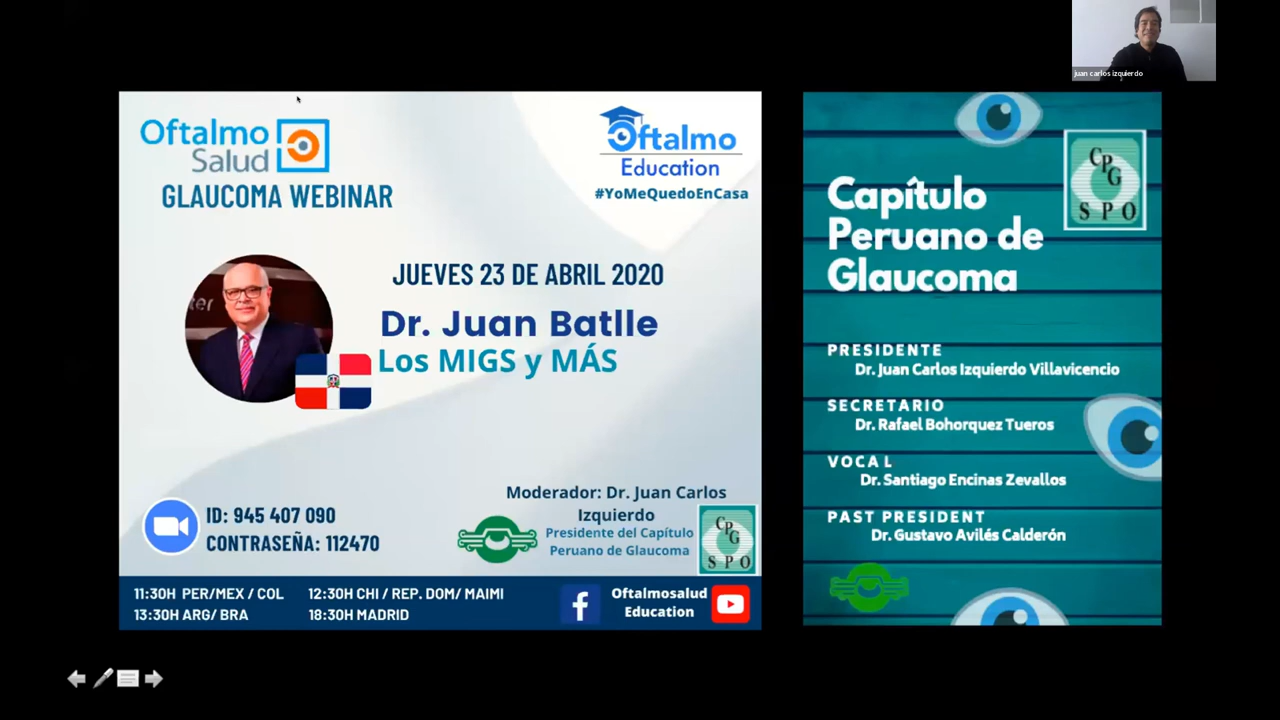 juan carlos izquierdo
Oftalmo
Salud
GLAUCOMA WEBINAR
Oftalmo
Education
#YoMeQuedoEnCasa
ter
JUEVES 23 DE ABRIL 2020
Dr. Juan Batlle
Los MIGS y MÁS
Moderador: Dr. Juan Carlos
Izquierdo
Presidente del Capítulo
Peruano de Glaucoma
CPG
SPO
ID: 945 407 090
CONTRASEÑA: 112470
11:30H PER/MEX / COL
12:30H CHI / REP. DOM/ MAIMI
13:30H ARG/ BRA
18:30H MADRID
Oftalmosalud
Education
CPG
SPO
Capítulo
Peruano de
Glaucoma
PRESIDENTE
Dr. Juan Carlos Izquierdo Villavicencio
SECRETARIO
Dr. Rafael Bohorquez Tueros
VOCAL
Dr. Santiago Encinas Zevallos
PAST PRESIDENT
Dr. Gustavo Avilés Calderón